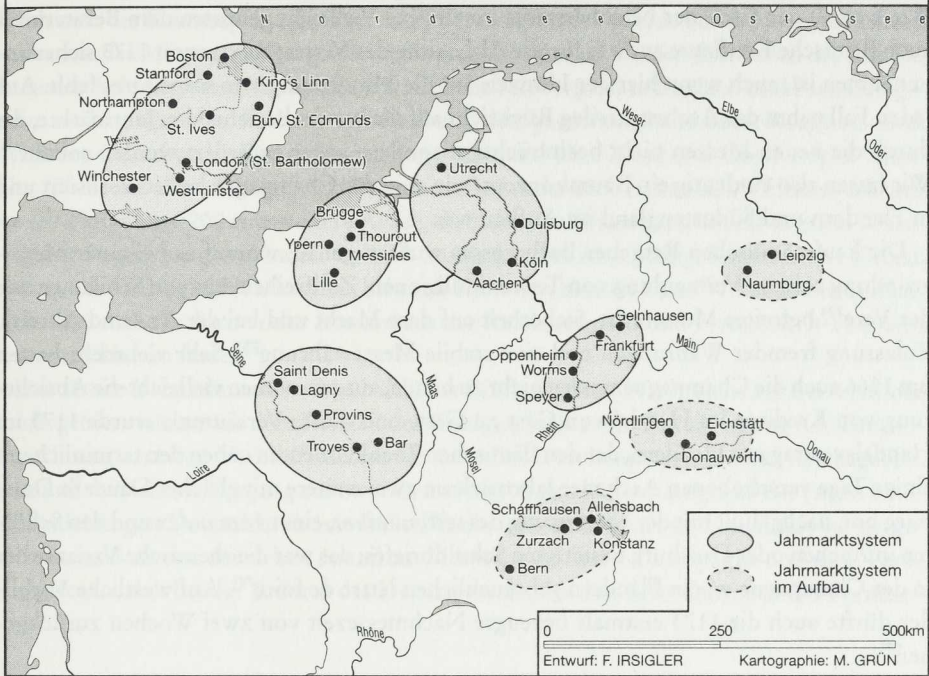 N o r d s e e
O s t s e e
Boston
Stamford
King's Linn
Northampton
St. Ives
Bury St. Edmunds
Themse
London (St. Bartholomew)
Winchester
Westminster
Utrecht
Brügge
Thourout
Duisburg
Ypern
Messines
Köln
Lille
Aachen
Weser
Elbe
Oder
Leipzig
Naumburg
Gelnhausen
Frankfurt
Main
Oppenheim
Worms
Speyer
Seine
Saint Denis
Lagny
Provins
Troyes
Bar
Maas
Mosel
Rhein
Nördlingen
Eichstätt
Donauwörth
Donau
Loire
Schaffhausen
Allensbach
Zurzach
Konstanz
Bern
Rhône
Jahrmarktsystem
Jahrmarktsystem
im Aufbau
0
250
500km
Entwurf: F. IRSIGLER
Kartographie: M. GRÜN